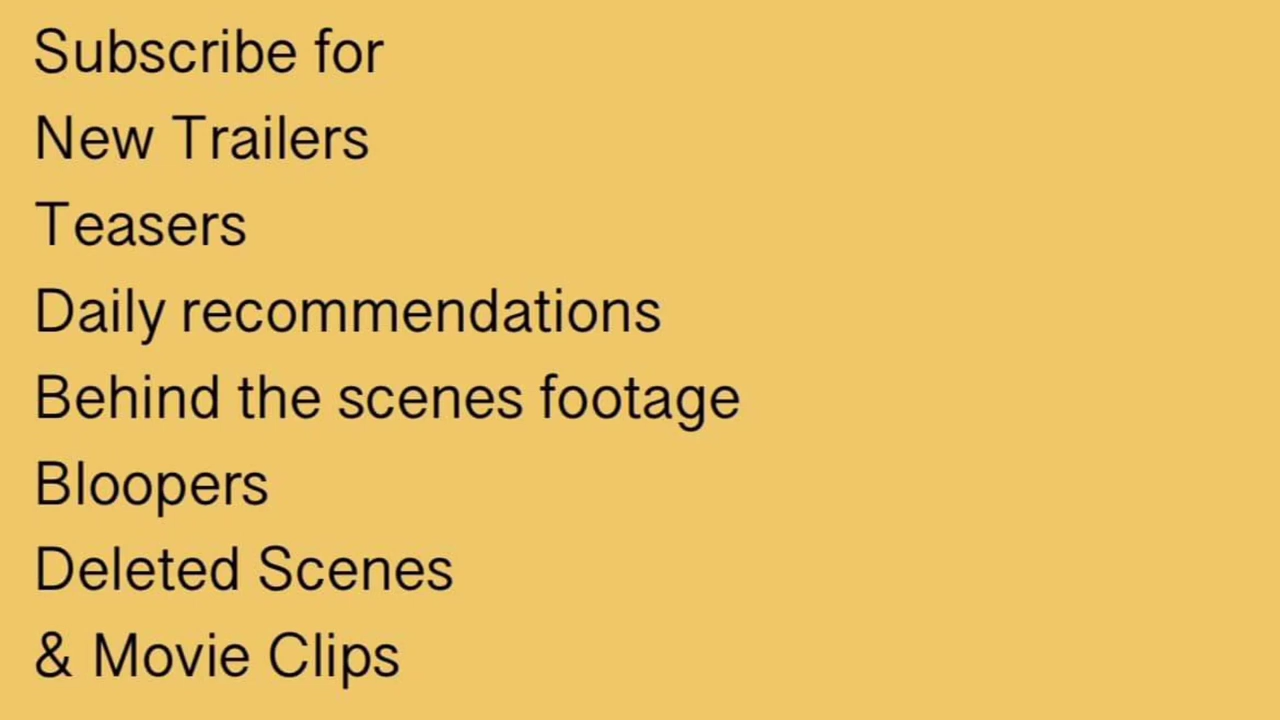 Subscribe for
New Trailers
Teasers
Daily recommendations
Behind the scenes footage
Bloopers
Deleted Scenes
& Movie Clips